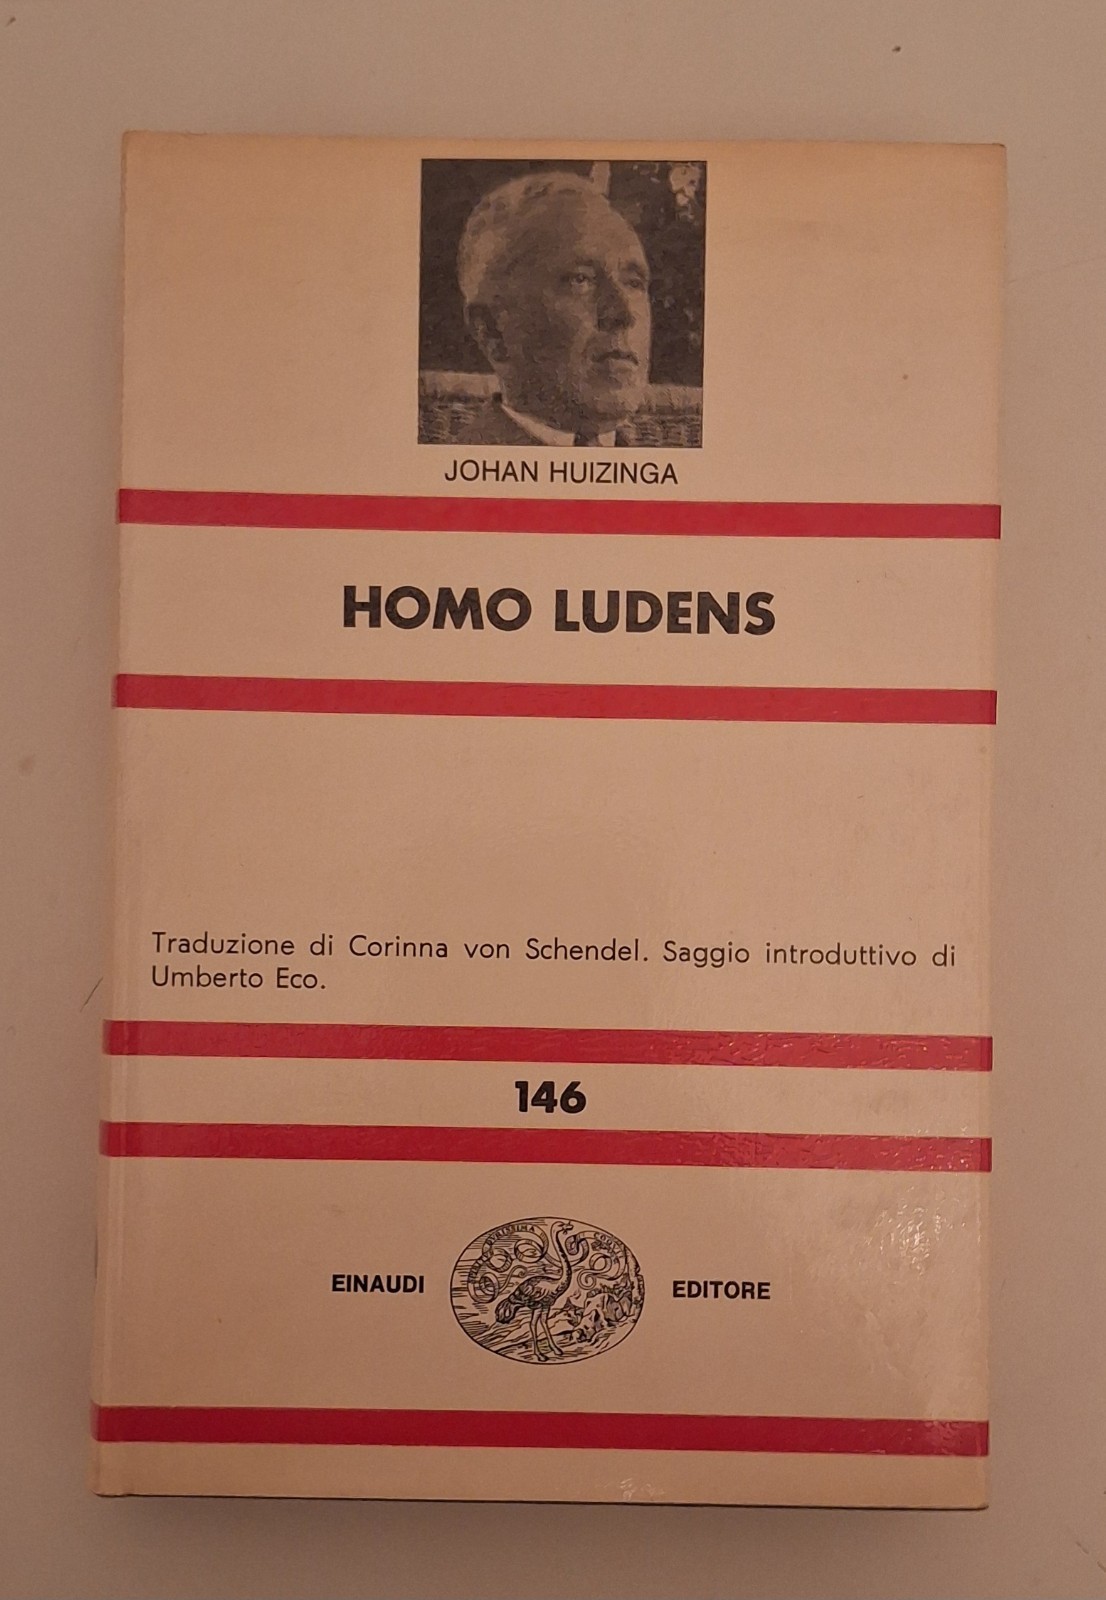 JOHAN HUIZINGA
HOMO LUDENS
Traduzione di Corinna von Schendel. Saggio introduttivo di
Umberto Eco.
146
EINAUDI
EDITORE